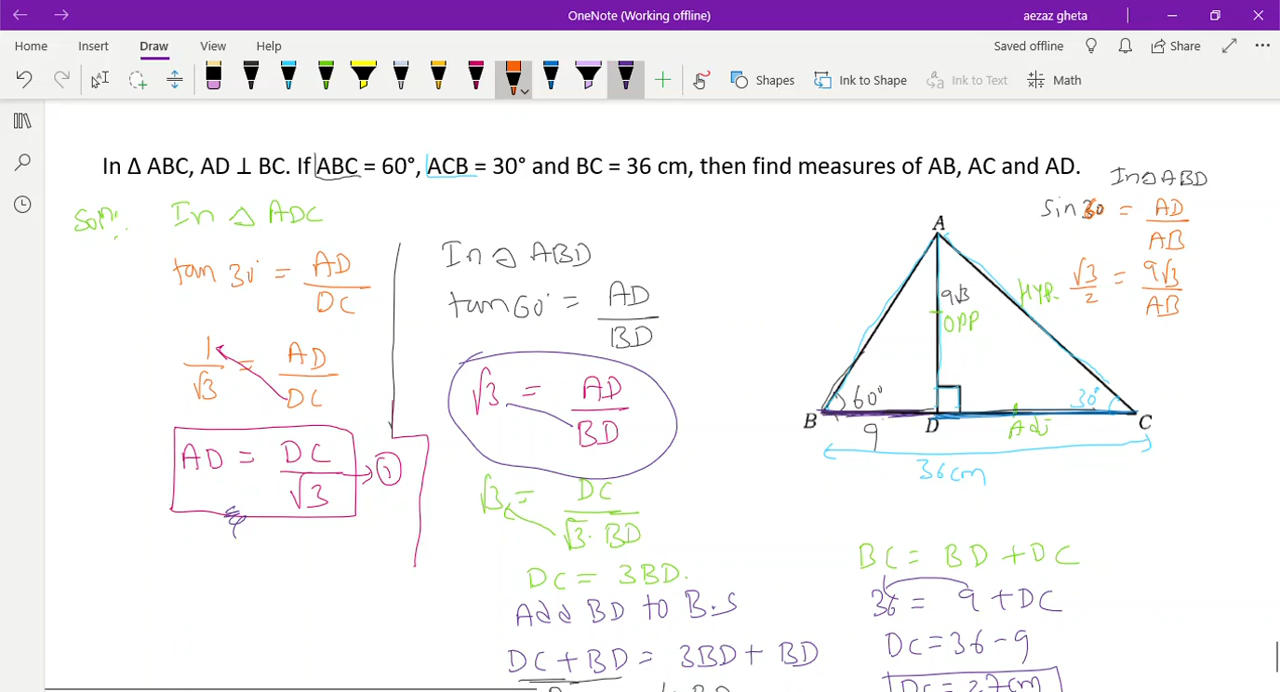 OneNote (Working offline)
aezaz gheta
Home Insert Draw View Help
Saved offline
Share
Shapes
Ink to Shape
Ink to Text
Math
In Δ ABC, AD ⊥ BC. If ABC = 60°, ACB = 30° and BC = 36 cm, then find measures of AB, AC and AD.
Solⁿ:
In △ ADC
tan 30° = AD/DC
1/√3 = AD/DC
AD = DC/√3 → ①
In △ ABD
tan 60° = AD/BD
√3 = AD/BD
√3 = DC/(√3 · BD)
DC = 3BD.
Add BD to B.S
DC + BD = 3BD + BD
In △ ABD
sin 60 = AD/AB
√3/2 = 9√3/AB
A
9√3
OPP
HYP.
60°
30°
B
D
C
9
Adj
36cm
BC = BD + DC
36 = 9 + DC
DC = 36 - 9
DC = 27cm